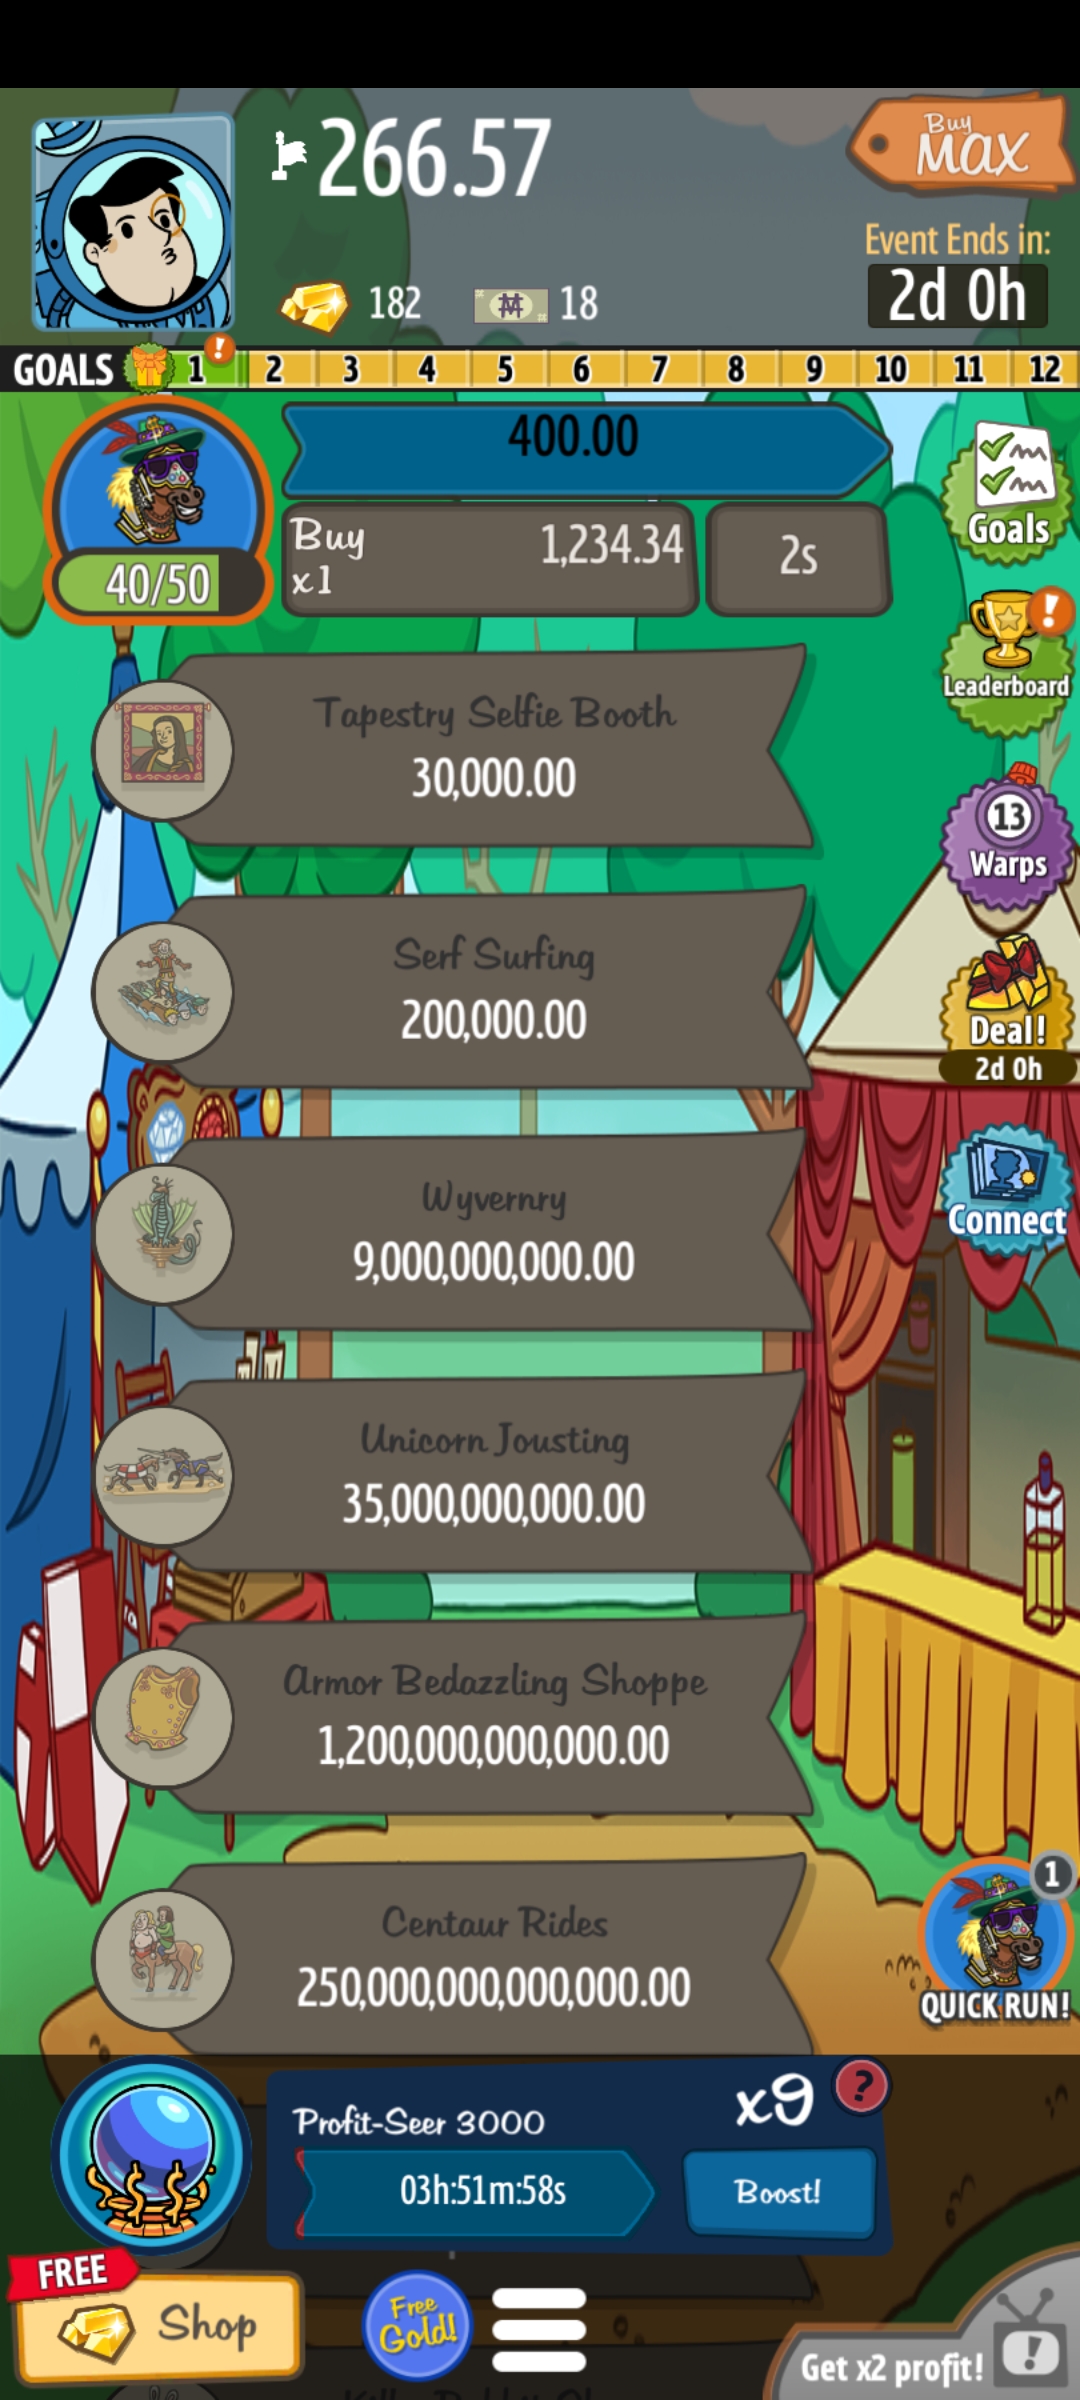 266.57
Buy
MAX
Event Ends in:
2d 0h
182
18
GOALS 1 ! 2 3 4 5 6 7 8 9 10 11 12
400.00
40/50
Buy
x1
1,234.34
2s
Goals
!
Leaderboard
Tapestry Selfie Booth
30,000.00
13
Warps
Serf Surfing
200,000.00
Deal!
2d 0h
Wyvernry
9,000,000,000.00
Connect
Unicorn Jousting
35,000,000,000.00
Armor Bedazzling Shoppe
1,200,000,000,000.00
Centaur Rides
250,000,000,000,000.00
1
QUICK RUN!
Profit-Seer 3000
x9
?
03h:51m:58s
Boost!
FREE
Shop
Free
Gold!
Get x2 profit!
!